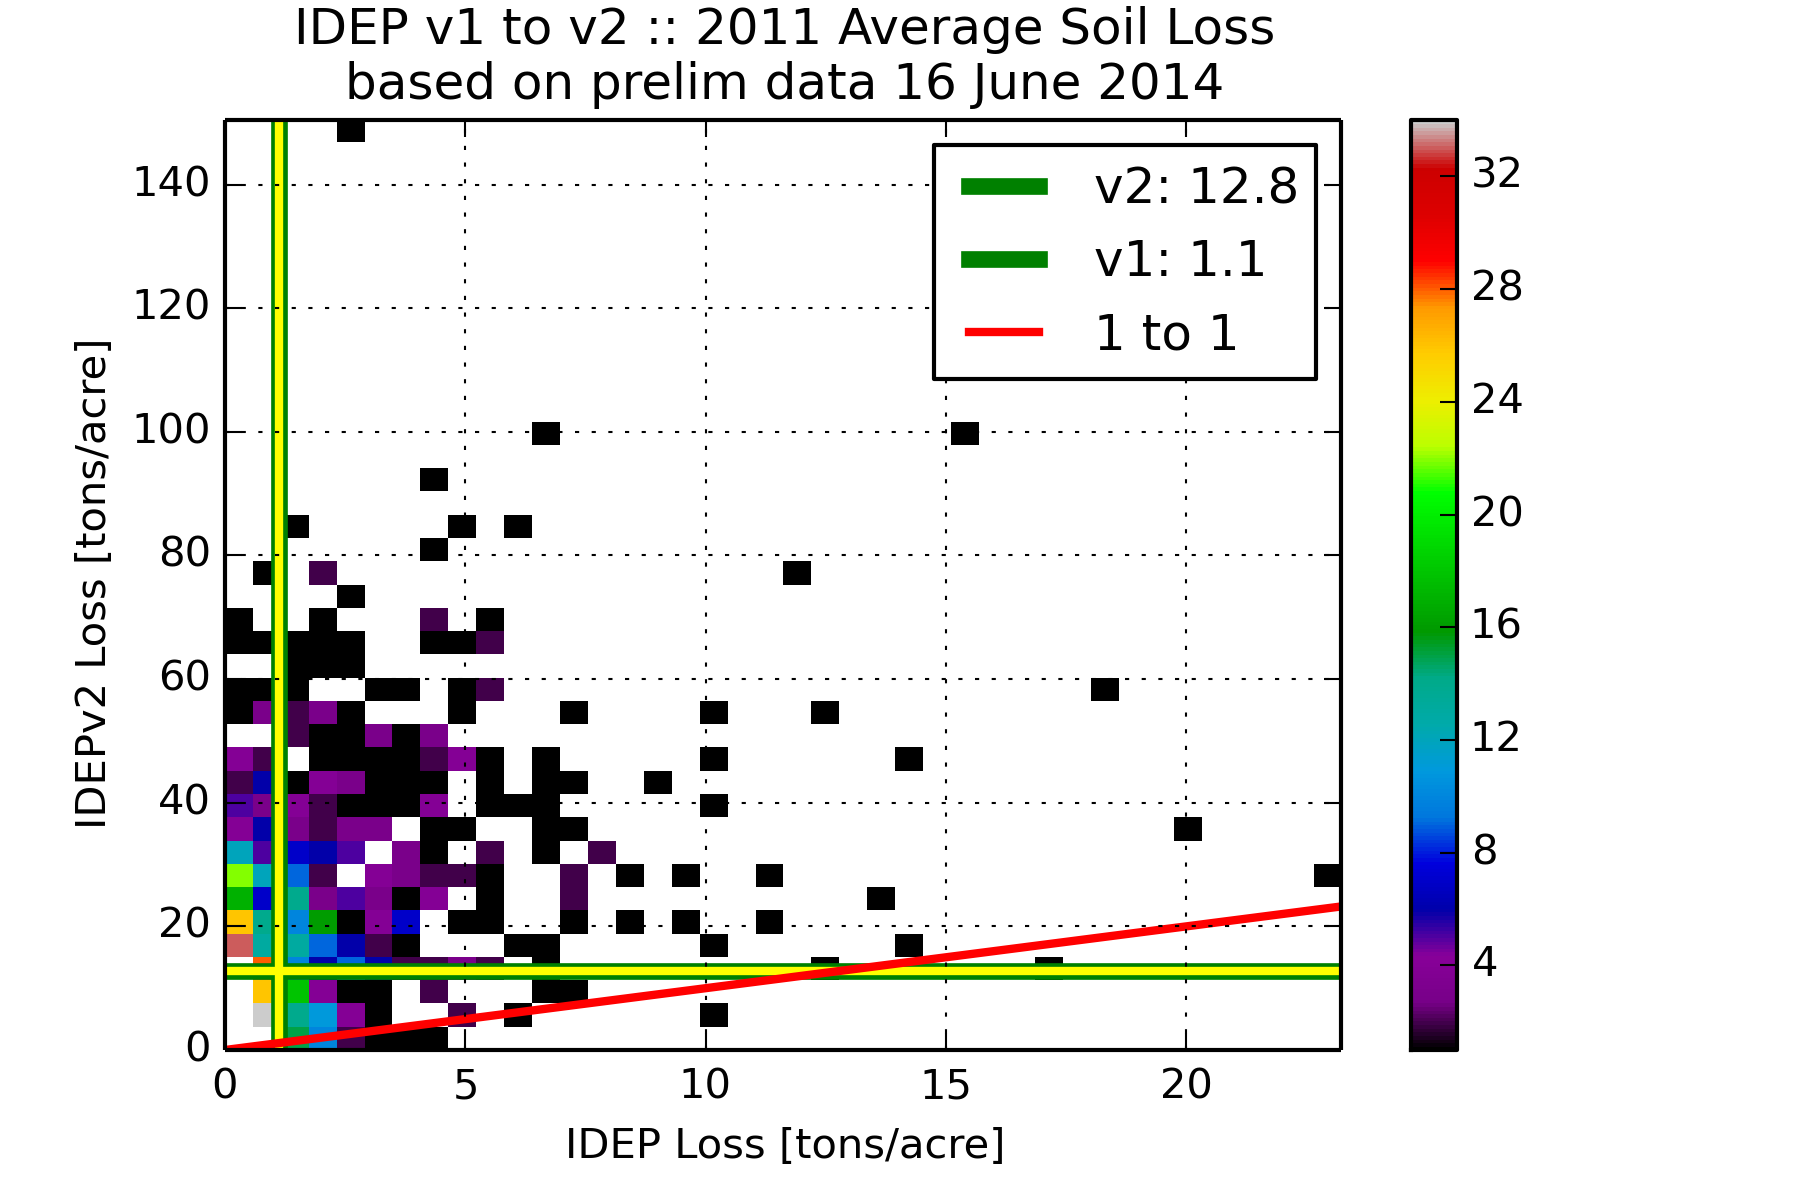 IDEP v1 to v2 :: 2011 Average Soil Loss
based on prelim data 16 June 2014
v2: 12.8
v1: 1.1
1 to 1
IDEPv2 Loss [tons/acre]
140
120
100
80
60
40
20
0
0 5 10 15 20
IDEP Loss [tons/acre]
32
28
24
20
16
12
8
4